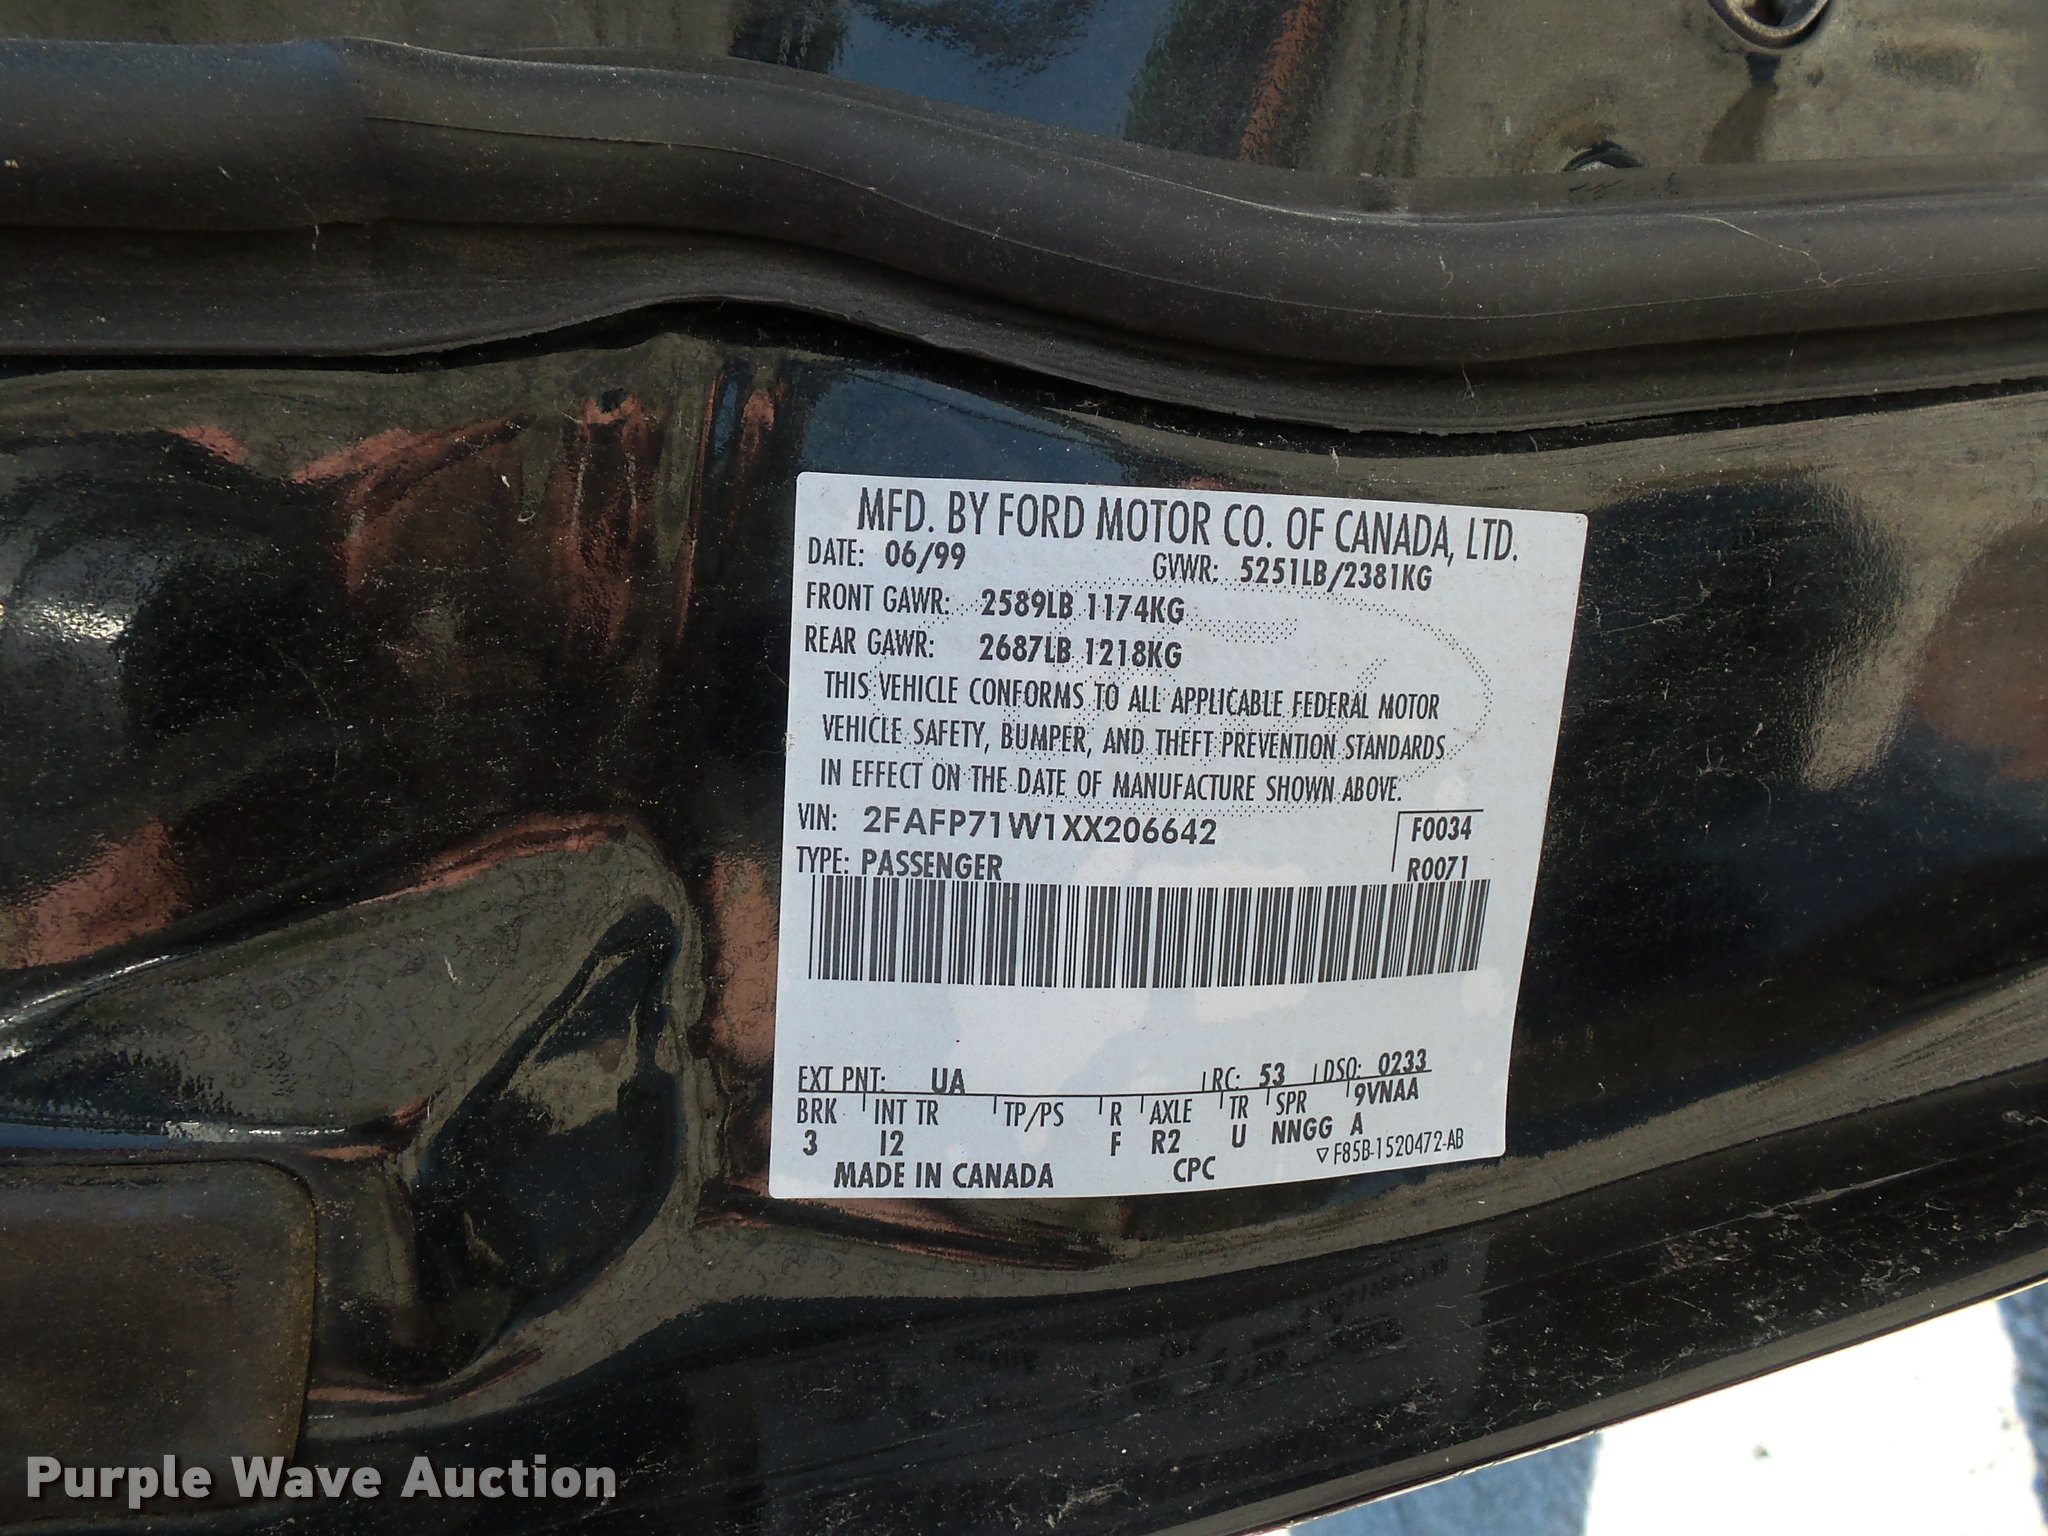 MFD. BY FORD MOTOR CO. OF CANADA, LTD.
DATE: 06/99 GVWR: 5251LB/2381KG
FRONT GAWR: 2589LB 1174KG
REAR GAWR: 2687LB 1218KG
THIS VEHICLE CONFORMS TO ALL APPLICABLE FEDERAL MOTOR
VEHICLE SAFETY, BUMPER, AND THEFT PREVENTION STANDARDS
IN EFFECT ON THE DATE OF MANUFACTURE SHOWN ABOVE.
VIN: 2FAFP71W1XX206642 F0034
TYPE: PASSENGER R0071
EXT PNT: UA RC: 53 DSO: 0233
BRK INT TR TP/PS R AXLE TR SPR 9VNAA
3 I2 F R2 U NNGG A
MADE IN CANADA CPC ▽F85B-1520472-AB
Purple Wave Auction